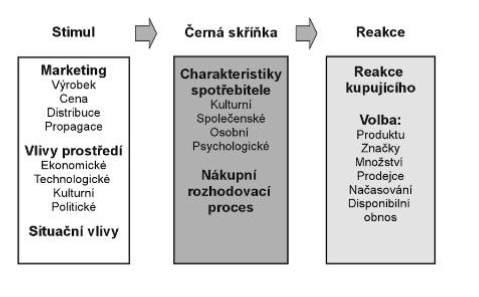 Stimul
Černá skříňka
Reakce
Marketing
Výrobek
Cena
Distribuce
Propagace
Vlivy prostředí
Ekonomické
Technologické
Kulturní
Politické
Situační vlivy
Charakteristiky
spotřebitele
Kulturní
Společenské
Osobní
Psychologické
Nákupní
rozhodovací
proces
Reakce
kupujícího
Volba:
Produktu
Značky
Množství
Prodejce
Načasování
Disponibilni
obnos